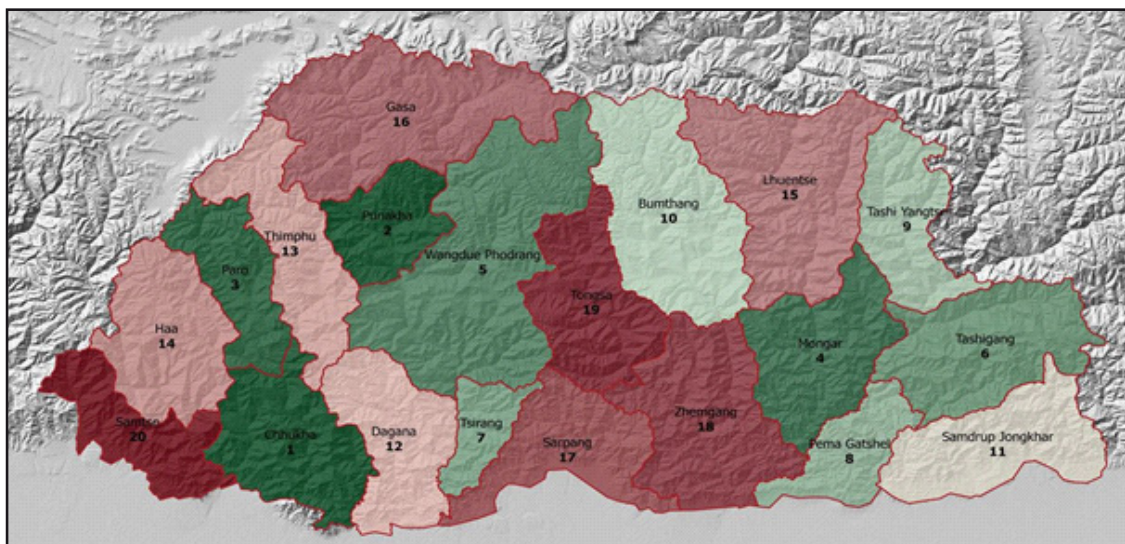 Gasa
16
Punakha
2
Thimphu
13
Paro
3
Haa
14
Samtse
20
Chhukha
1
Dagana
12
Wangdue Phodrang
5
Tsirang
7
Sarpang
17
Tongsa
19
Zhemgang
18
Bumthang
10
Lhuentse
15
Tashi Yangtse
9
Mongar
4
Tashigang
6
Pema Gatshel
8
Samdrup Jongkhar
11